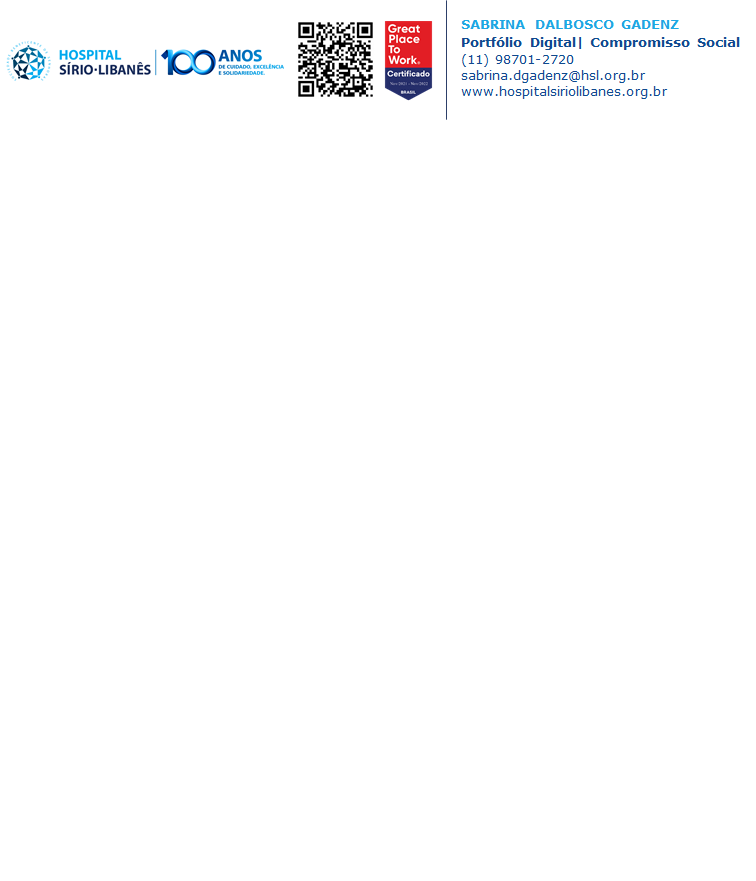 HOSPITAL
SÍRIO·LIBANÊS
100 ANOS
DE CUIDADO, EXCELÊNCIA
E SOLIDARIEDADE.
Great
Place
To
Work.
Certificado
BRASIL
SABRINA DALBOSCO GADENZ
Portfólio Digital| Compromisso Social
(11) 98701-2720
sabrina.dgadenz@hsl.org.br
www.hospitalsiriolibanes.org.br